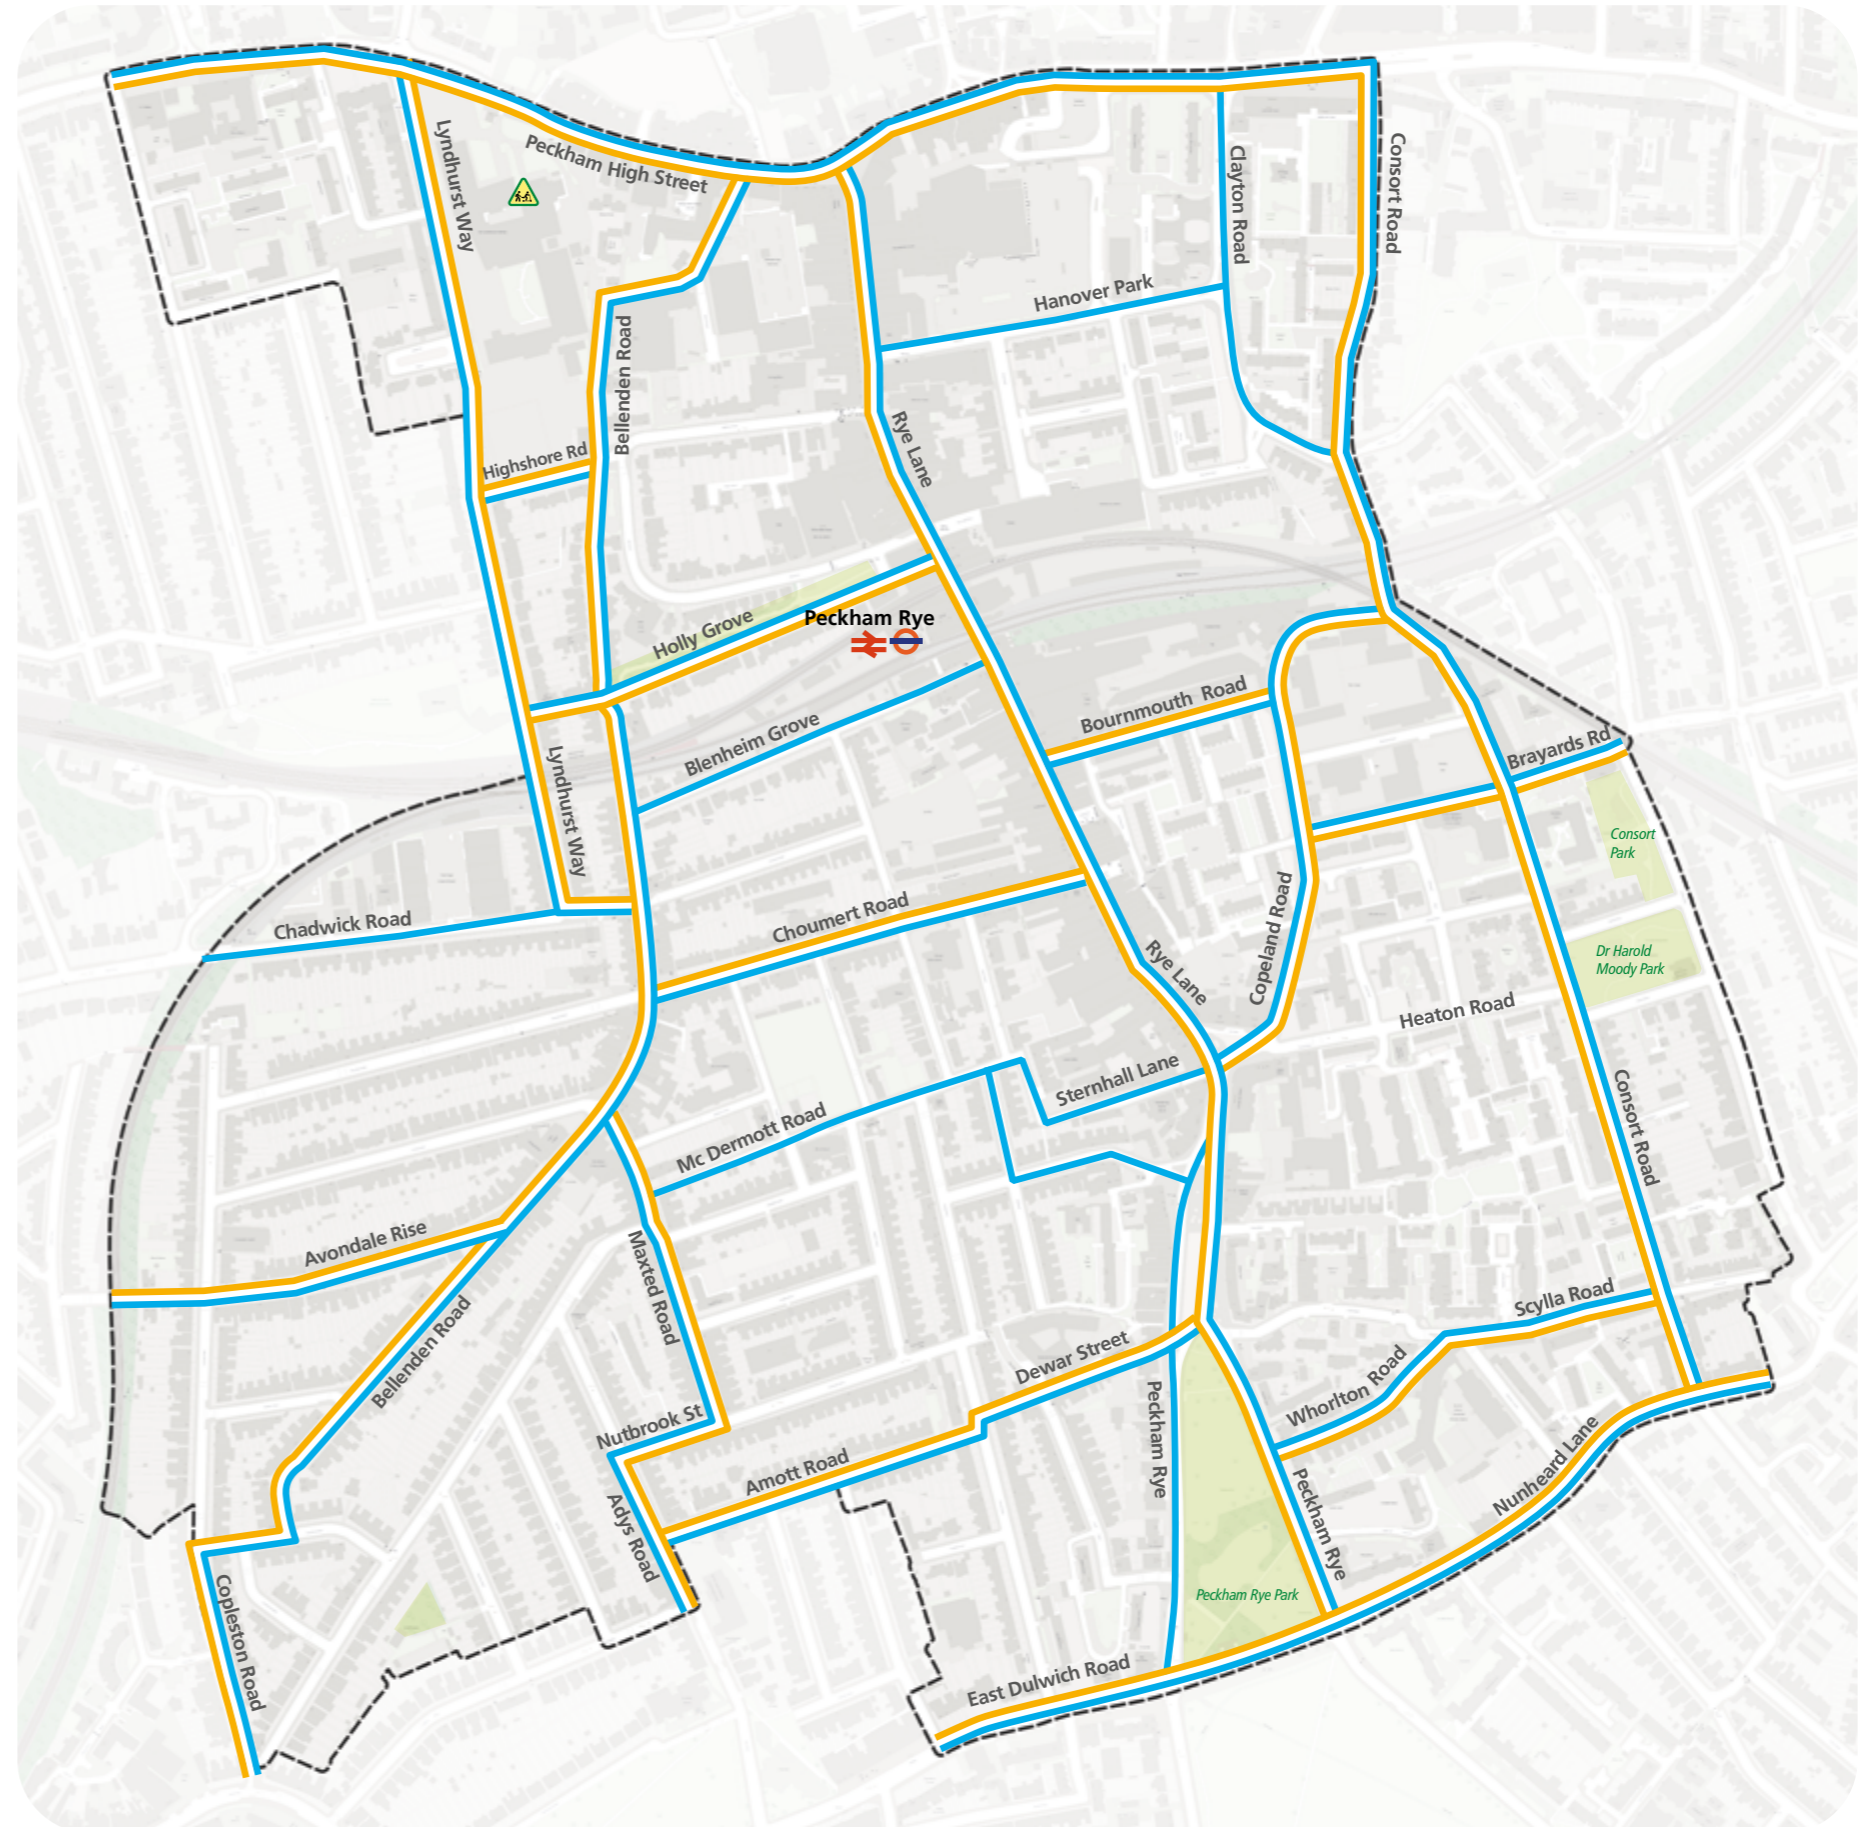 Peckham High Street
Lyndhurst Way
Clayton Road
Consort Road
Hanover Park
Bellenden Road
Highshore Rd
Rye Lane
Peckham Rye
Holly Grove
Bournmouth Road
Blenheim Grove
Brayards Rd
Lyndhurst Way
Consort
Park
Chadwick Road
Choumert Road
Copeland Road
Rye Lane
Dr Harold
Moody Park
Heaton Road
Sternhall Lane
Mc Dermott Road
Consort Road
Avondale Rise
Maxted Road
Bellenden Road
Scylla Road
Dewar Street
Whorlton Road
Peckham Rye
Nutbrook St
Amott Road
Nunheard Lane
Peckham Rye
Adys Road
Copleston Road
Peckham Rye Park
East Dulwich Road